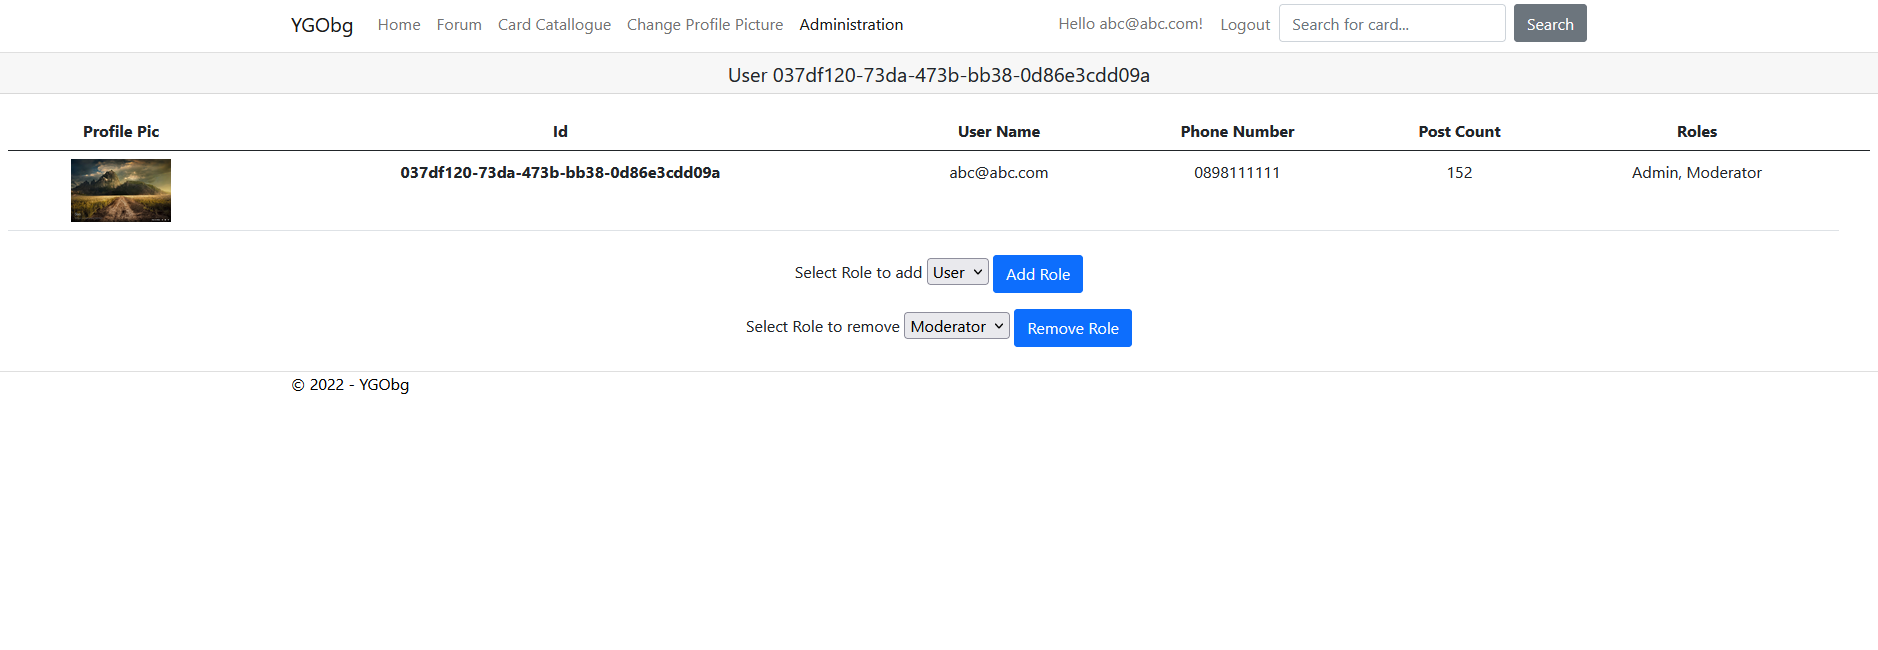 YGObg Home Forum Card Catallogue Change Profile Picture Administration Hello abc@abc.com! Logout Search for card... Search
User 037df120-73da-473b-bb38-0d86e3cdd09a
Profile Pic Id User Name Phone Number Post Count Roles
037df120-73da-473b-bb38-0d86e3cdd09a abc@abc.com 0898111111 152 Admin, Moderator
Select Role to add User Add Role
Select Role to remove Moderator Remove Role
© 2022 - YGObg